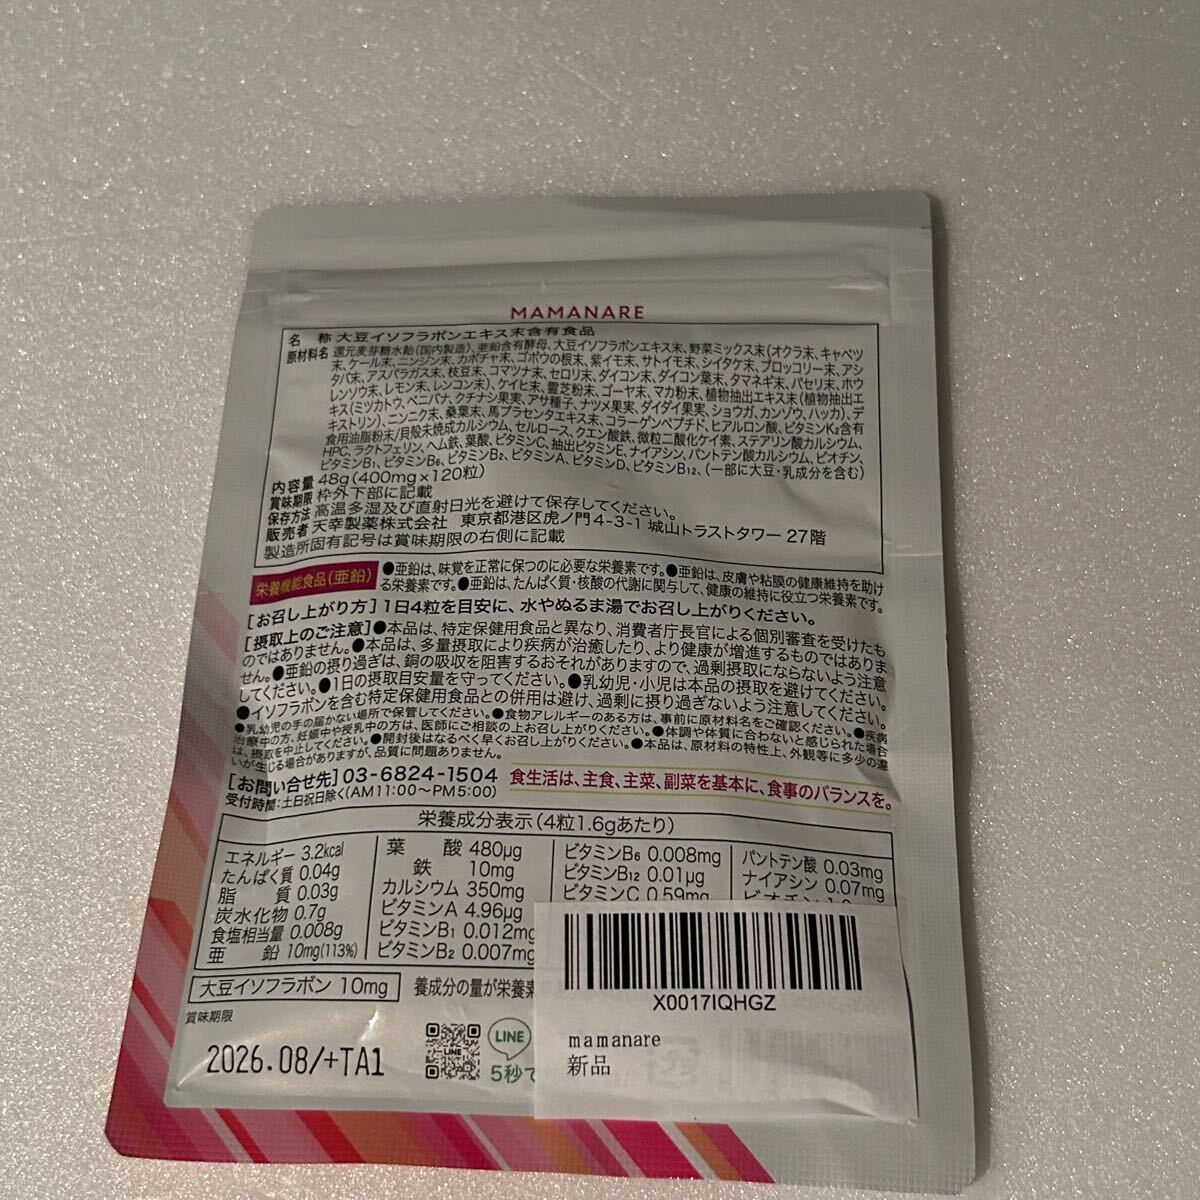 MAMANARE
名称 大豆イソフラボンエキス末含有食品
原材料名 還元麦芽糖水飴(国内製造)、亜鉛含有酵母、大豆イソフラボンエキス末、野菜ミックス末(オクラ末、キャベツ
末、ケール末、ニンジン末、カボチャ末、ゴボウの根末、紫イモ末、サトイモ末、シイタケ末、ブロッコリー末、アシ
タバ末、アスパラガス末、枝豆末、コマツナ末、セロリ末、ダイコン末、ダイコン葉末、タマネギ末、パセリ末、ホウ
レンソウ末、レモン末、レンコン末)、ケイヒ末、霊芝粉末、ゴーヤ末、マカ粉末、植物抽出エキス末(植物抽出エ
キス(ミツカトウ、ベニバナ、クチナシ果実、アサ種子、ナツメ果実、ダイダイ果実、ショウガ、カンゾウ、ハッカ)、デ
キストリン)、ニンニク末、桑葉末、馬プラセンタエキス末、コラーゲンペプチド、ヒアルロン酸、ビタミンK2含有
食用油脂粉末/貝殻未焼成カルシウム、セルロース、クエン酸鉄、微粒二酸化ケイ素、ステアリン酸カルシウム、
HPC、ラクトフェリン、ヘム鉄、葉酸、ビタミンC、抽出ビタミンE、ナイアシン、パントテン酸カルシウム、ビオチン、
ビタミンB1、ビタミンB6、ビタミンB2、ビタミンA、ビタミンD、ビタミンB12、(一部に大豆・乳成分を含む)
内容量 48g(400mg×120粒)
賞味期限 枠外下部に記載
保存方法 高温多湿及び直射日光を避けて保存してください。
販売者 天幸製薬株式会社 東京都港区虎ノ門4-3-1 城山トラストタワー 27階
製造所固有記号は賞味期限の右側に記載
栄養機能食品(亜鉛) ●亜鉛は、味覚を正常に保つのに必要な栄養素です。●亜鉛は、皮膚や粘膜の健康維持を助け
る栄養素です。●亜鉛は、たんぱく質・核酸の代謝に関与して、健康の維持に役立つ栄養素です。
[お召し上がり方] 1日4粒を目安に、水やぬるま湯でお召し上がりください。
[摂取上のご注意] ●本品は、特定保健用食品と異なり、消費者庁長官による個別審査を受けたも
のではありません。●本品は、多量摂取により疾病が治癒したり、より健康が増進するものではありま
せん。●亜鉛の摂り過ぎは、銅の吸収を阻害するおそれがありますので、過剰摂取にならないよう注意
してください。●1日の摂取目安量を守ってください。●乳幼児・小児は本品の摂取を避けてください。
●イソフラボンを含む特定保健用食品との併用は避け、過剰に摂り過ぎないよう注意してください。
●乳幼児の手の届かない場所で保管してください。●食物アレルギーのある方は、事前に原材料名をご確認ください。●疾病
治療中の方、妊娠中や授乳中の方は、医師にご相談の上お召し上がりください。●体調や体質に合わないと感じられた場合
は、摂取を中止してください。●開封後はなるべく早くお召し上がりください。●本品は、原材料の特性上、外観等に多少の違
いが生じる場合がありますが、品質に問題ありません。
[お問い合せ先] 03-6824-1504 食生活は、主食、主菜、副菜を基本に、食事のバランスを。
受付時間:土日祝日除く(AM11:00〜PM5:00)
栄養成分表示(4粒1.6gあたり)
エネルギー 3.2kcal
たんぱく質 0.04g
脂質 0.03g
炭水化物 0.7g
食塩相当量 0.008g
亜鉛 10mg(113%)
葉酸 480μg
鉄 10mg
カルシウム 350mg
ビタミンA 4.96μg
ビタミンB1 0.012mg
ビタミンB2 0.007mg
ビタミンB6 0.008mg
ビタミンB12 0.01μg
ビタミンC 0.59mg
パントテン酸 0.03mg
ナイアシン 0.07mg
大豆イソフラボン 10mg 養成分の量が栄養素
賞味期限
2026.08/+TA1
LINE
LINE
5秒で
X0017IQHGZ
mamanare
新品